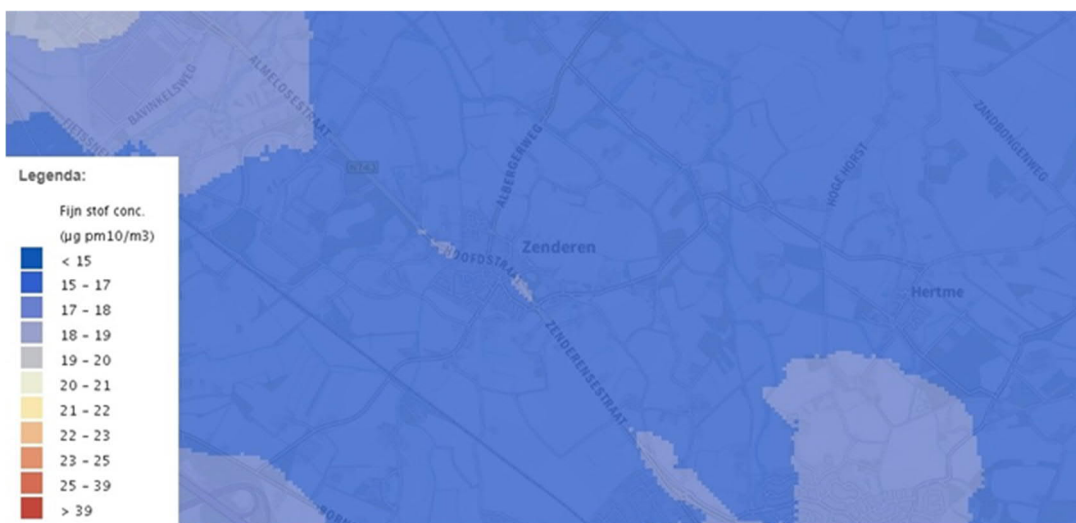 ALMELOSESTRAAT
BAVINKELSWEG
N743
ALBERGERWEG
HOGE HORST
ZANDBONGENWEG
Legenda:
Fijn stof conc.
(µg pm10/m3)
< 15
15 – 17
17 – 18
18 – 19
19 – 20
20 – 21
21 – 22
22 – 23
23 – 25
25 – 39
> 39
Zenderen
HOOFDSTRAAT
Hertme
ZENDERENSESTRAAT